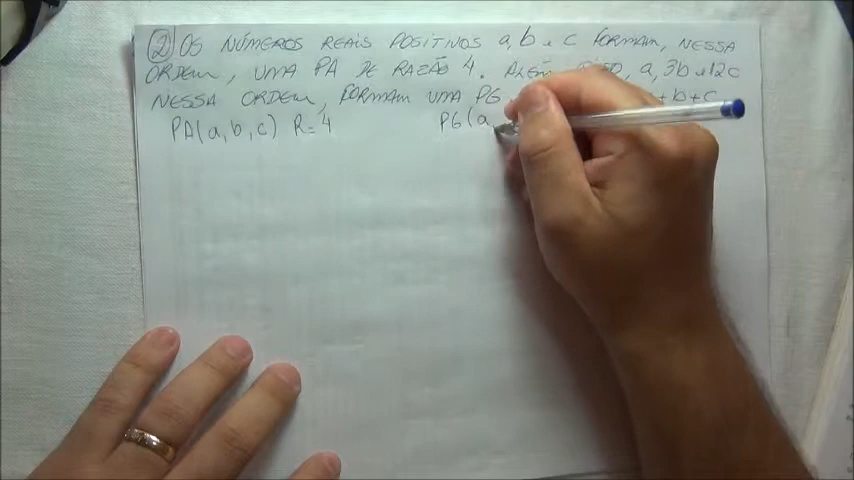 ② OS NÚMEROS REAIS POSITIVOS a, b e c FORMAM, NESSA
ORDEM, UMA PA DE RAZÃO 4. ALÉM DISSO, a, 3b e 12c
NESSA ORDEM, FORMAM UMA PG. + b + c
PA(a, b, c) R = 4 PG(a,